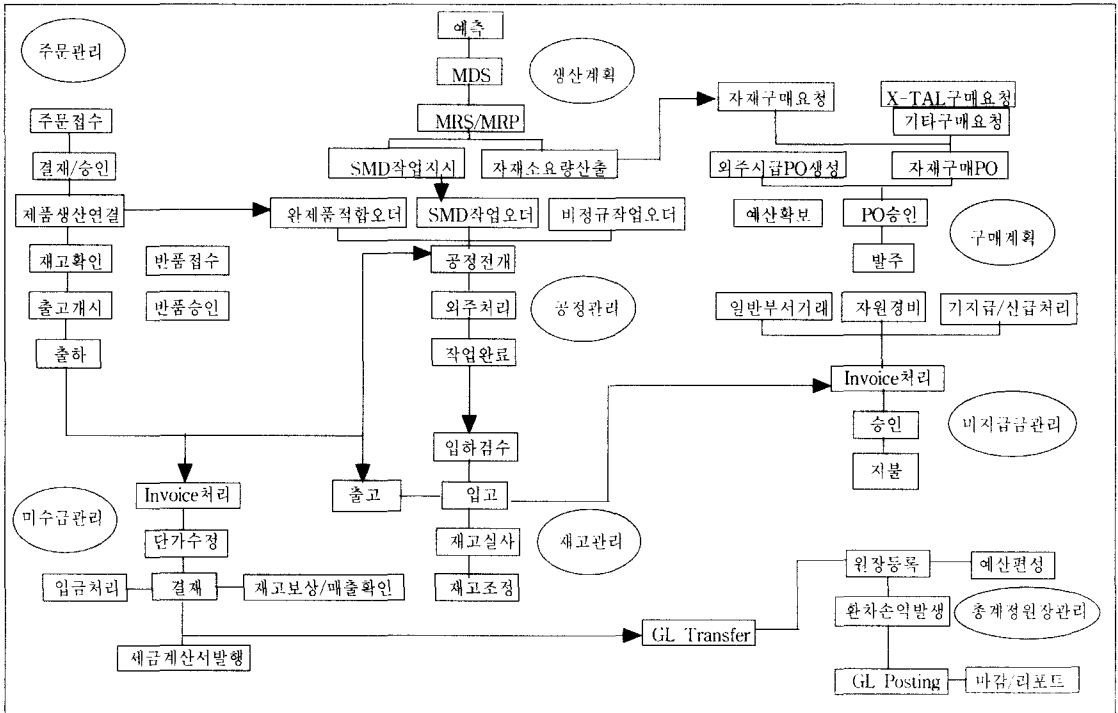 예측
주문관리
MDS
생산계획
자재구매요청
X-TAL구매요청
주문접수
MRS/MRP
기타구매요청
결재/승인
SMD작업지시
자재소요량산출
외주시급PO생성
자재구매PO
제품생산연결
완제품적합오더
SMD작업오더
비정규작업오더
예산확보
PO승인
구매계획
재고확인
반품접수
공정전개
발주
출고개시
반품승인
외주처리
공정관리
일반부서거래
자원경비
기지급/선급처리
출하
작업완료
Invoice처리
승인
미지급금관리
입하검수
지불
Invoice처리
출고
입고
미수금관리
단가수정
재고실사
재고관리
입금처리
결재
재고보상/매출확인
재고조정
원장등록
예산편성
GL Transfer
환차손익발생
총계정원장관리
세금계산서발행
GL Posting
마감/리포트